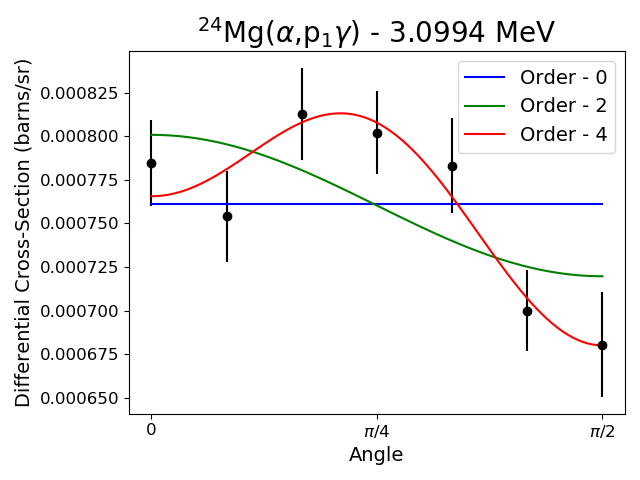 ²⁴Mg(α,p₁γ) - 3.0994 MeV
Differential Cross-Section (barns/sr)
0.000825
0.000800
0.000775
0.000750
0.000725
0.000700
0.000675
0.000650
Order - 0
Order - 2
Order - 4
0
π/4
π/2
Angle